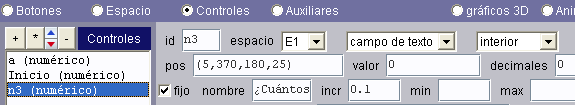 Botones Espacio Controles Auxiliares gráficos 3D Ani
+ * - Controles id n3 espacio E1 campo de texto interior
a (numérico)
Inicio (numérico)
n3 (numérico)
pos (5,370,180,25) valor 0 decimales 0
fijo nombre ¿Cuántos incr 0.1 min max